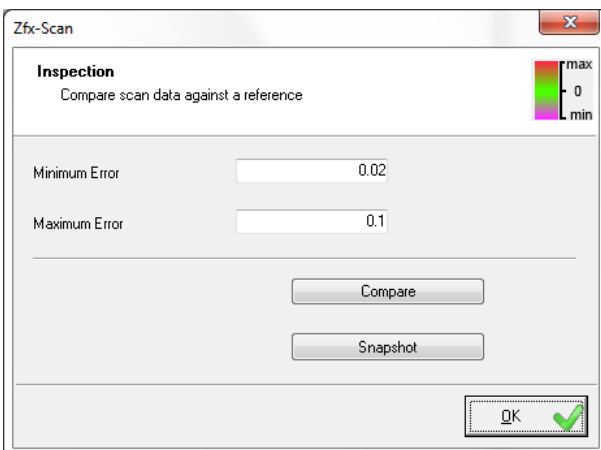 Zfx-Scan
Inspection
Compare scan data against a reference
max
0
min
Minimum Error 0.02
Maximum Error 0.1
Compare
Snapshot
OK